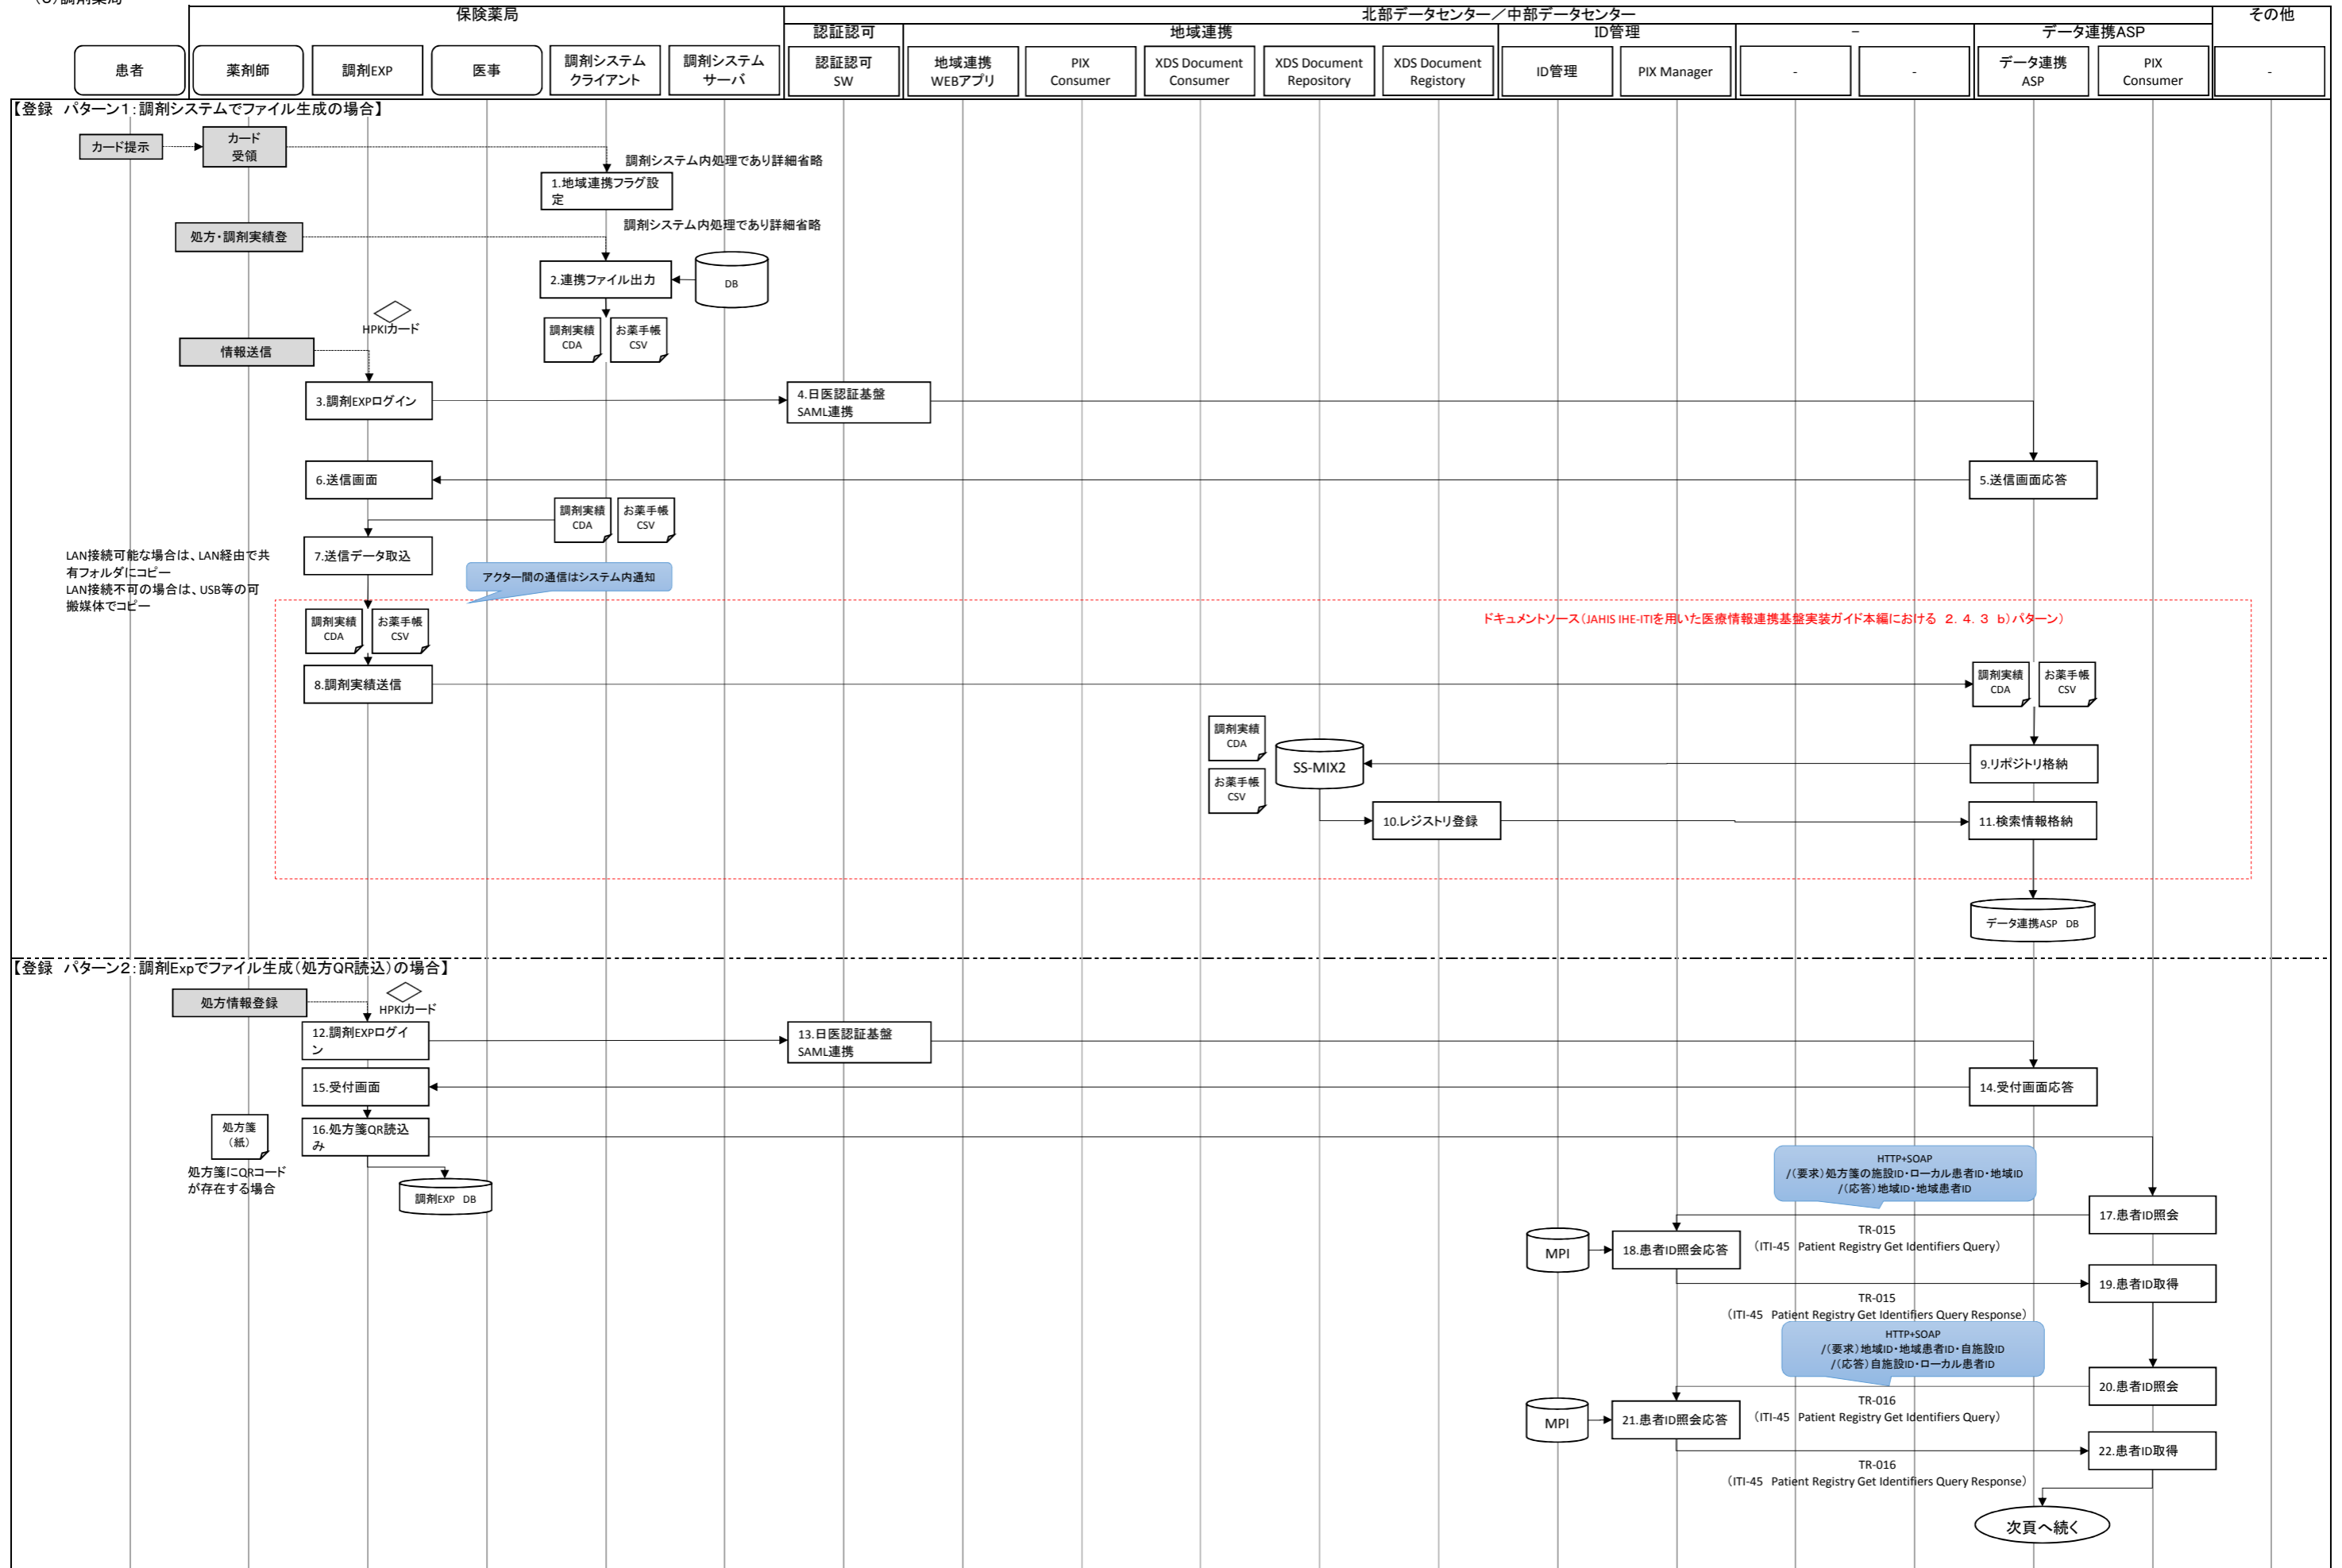 保険薬局
北部データセンター／中部データセンター
その他
認証認可
地域連携
ID管理
－
データ連携ASP
患者
薬剤師
調剤EXP
医事
調剤システム
クライアント
調剤システム
サーバ
認証認可
SW
地域連携
WEBアプリ
PIX
Consumer
XDS Document
Consumer
XDS Document
Repository
XDS Document
Registory
ID管理
PIX Manager
-
-
データ連携
ASP
PIX
Consumer
-
【登録　パターン１：調剤システムでファイル生成の場合】
カード提示
カード
受領
調剤システム内処理であり詳細省略
1.地域連携フラグ設
定
処方・調剤実績登
調剤システム内処理であり詳細省略
2.連携ファイル出力
DB
HPKIカード
調剤実績
CDA
お薬手帳
CSV
情報送信
3.調剤EXPログイン
4.日医認証基盤
SAML連携
6.送信画面
5.送信画面応答
調剤実績
CDA
お薬手帳
CSV
7.送信データ取込
LAN接続可能な場合は、LAN経由で共
有フォルダにコピー
LAN接続不可の場合は、USB等の可
搬媒体でコピー
アクター間の通信はシステム内通知
ドキュメントソース（JAHIS IHE-ITIを用いた医療情報連携基盤実装ガイド本編における　２．４．３　ｂ）パターン）
調剤実績
CDA
お薬手帳
CSV
8.調剤実績送信
調剤実績
CDA
お薬手帳
CSV
調剤実績
CDA
SS-MIX2
9.リポジトリ格納
お薬手帳
CSV
10.レジストリ登録
11.検索情報格納
データ連携ASP　DB
【登録　パターン２：調剤Expでファイル生成（処方QR読込）の場合】
処方情報登録
HPKIカード
12.調剤EXPログイ
ン
13.日医認証基盤
SAML連携
15.受付画面
14.受付画面応答
処方箋
（紙）
16.処方箋QR読込
み
処方箋にQRコード
が存在する場合
調剤EXP　DB
HTTP+SOAP
/（要求）処方箋の施設ID・ローカル患者ID・地域ID
/（応答）地域ID・地域患者ID
17.患者ID照会
TR-015
（ITI-45　Patient Registry Get Identifiers Query）
MPI
18.患者ID照会応答
19.患者ID取得
TR-015
（ITI-45　Patient Registry Get Identifiers Query Response）
HTTP+SOAP
/（要求）地域ID・地域患者ID・自施設ID
/（応答）自施設ID・ローカル患者ID
20.患者ID照会
TR-016
（ITI-45　Patient Registry Get Identifiers Query）
MPI
21.患者ID照会応答
22.患者ID取得
TR-016
（ITI-45　Patient Registry Get Identifiers Query Response）
次頁へ続く